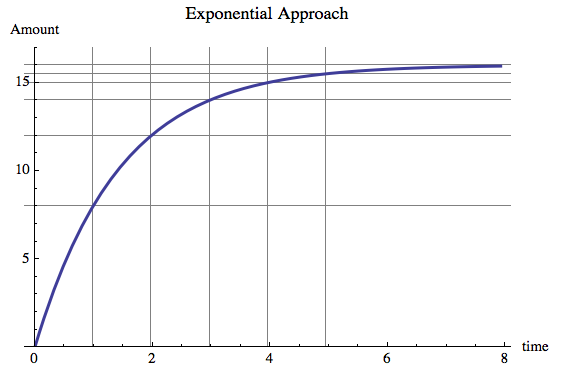 Exponential Approach
Amount
15
10
5
0 2 4 6 8
time